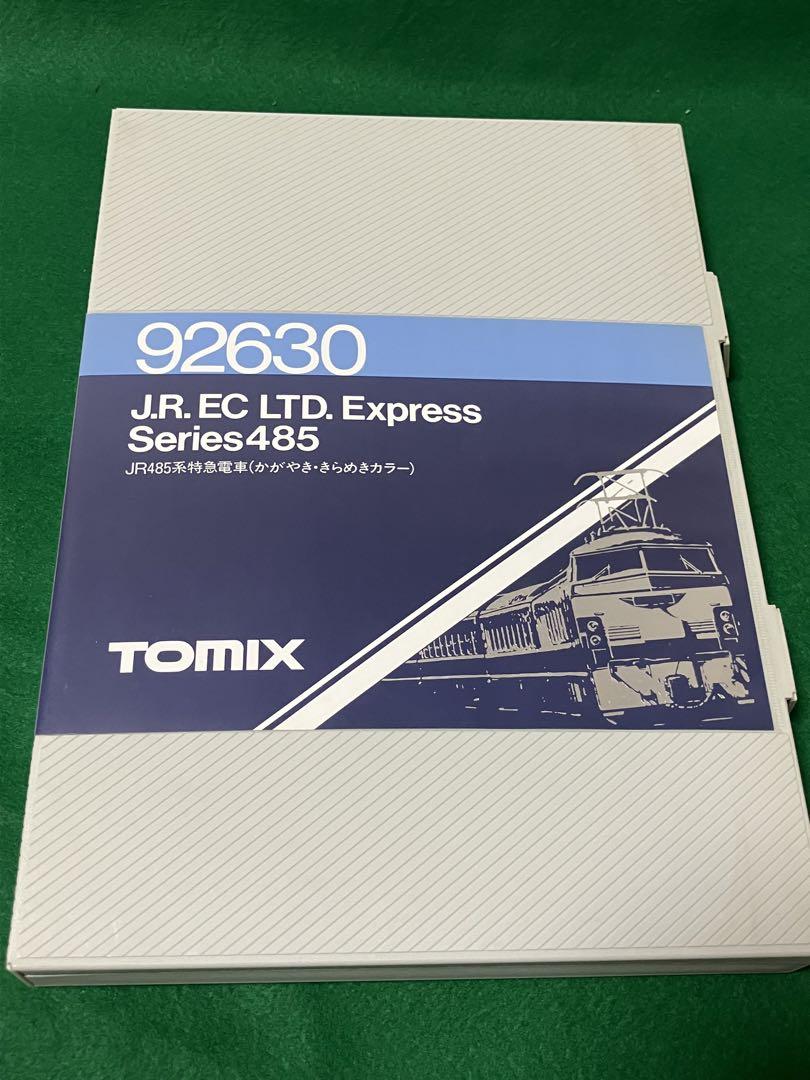 92630
J.R. EC LTD. Express
Series485
JR485系特急電車(かがやき・きらめきカラー)
TOMIX